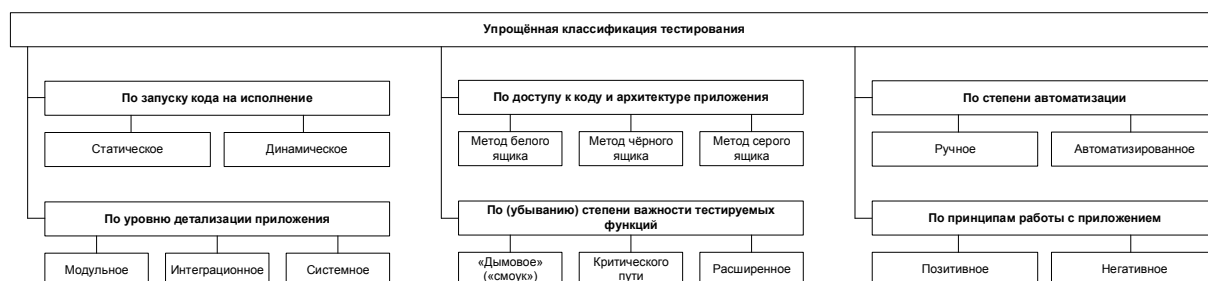 Упрощённая классификация тестирования
По запуску кода на исполнение
Статическое
Динамическое
По доступу к коду и архитектуре приложения
Метод белого
ящика
Метод чёрного
ящика
Метод серого
ящика
По степени автоматизации
Ручное
Автоматизированное
По уровню детализации приложения
Модульное
Интеграционное
Системное
По (убыванию) степени важности тестируемых
функций
«Дымовое»
(«смоук»)
Критического
пути
Расширенное
По принципам работы с приложением
Позитивное
Негативное